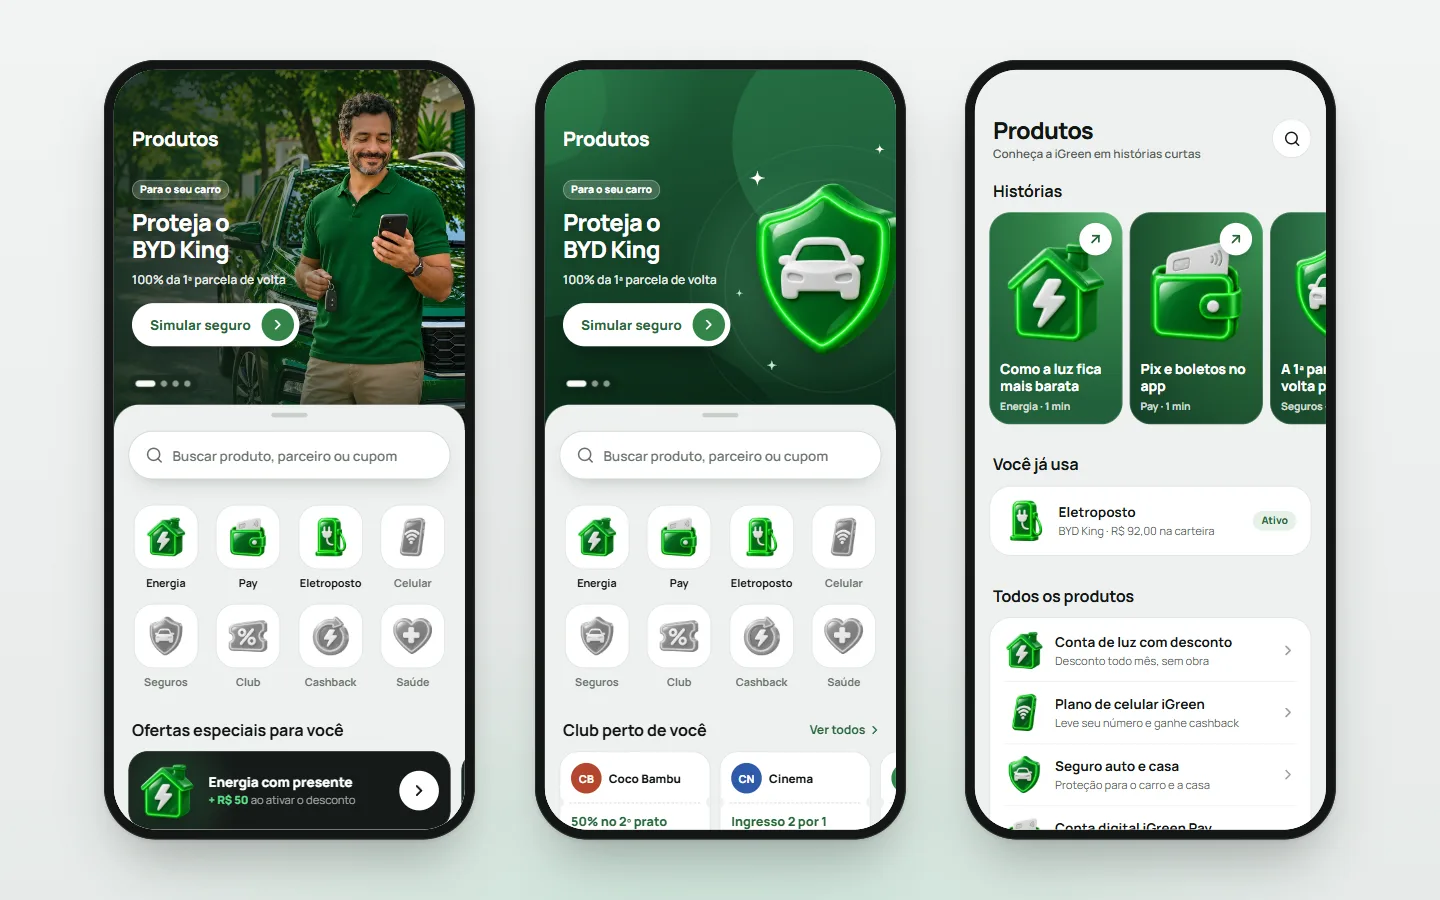 Produtos
Para o seu carro
Proteja o
BYD King
100% da 1ª parcela de volta
Simular seguro
Buscar produto, parceiro ou cupom
Energia
Pay
Eletroposto
Celular
Seguros
Club
Cashback
Saúde
Ofertas especiais para você
Energia com presente
+ R$ 50 ao ativar o desconto
Produtos
Para o seu carro
Proteja o
BYD King
100% da 1ª parcela de volta
Simular seguro
Buscar produto, parceiro ou cupom
Energia
Pay
Eletroposto
Celular
Seguros
Club
Cashback
Saúde
Club perto de você
Ver todos
CB
Coco Bambu
50% no 2º prato
CN
Cinema
Ingresso 2 por 1
Produtos
Conheça a iGreen em histórias curtas
Histórias
Como a luz fica
mais barata
Energia · 1 min
Pix e boletos no
app
Pay · 1 min
A 1ª
volta
Seguros
Você já usa
Eletroposto
BYD King · R$ 92,00 na carteira
Ativo
Todos os produtos
Conta de luz com desconto
Desconto todo mês, sem obra
Plano de celular iGreen
Leve seu número e ganhe cashback
Seguro auto e casa
Proteção para o carro e a casa
Conta digital iGreen Pay